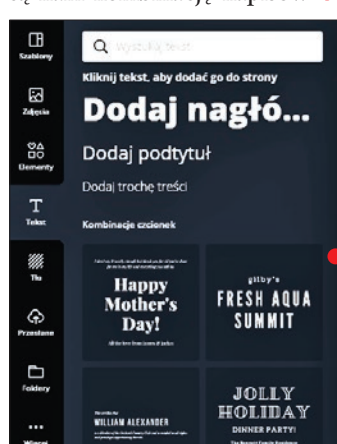 Szablony
Zdjęcia
Elementy
Tekst
Tło
Przesłane
Foldery
Więcej
Wyszukaj tekst
Kliknij tekst, aby dodać go do strony
Dodaj nagłó...
Dodaj podtytuł
Dodaj trochę treści
Kombinacje czcionek
Happy
Mother's
Day!
gilby's
FRESH AQUA
SUMMIT
WILLIAM ALEXANDER
JOLLY
HOLIDAY
DINNER PARTY!